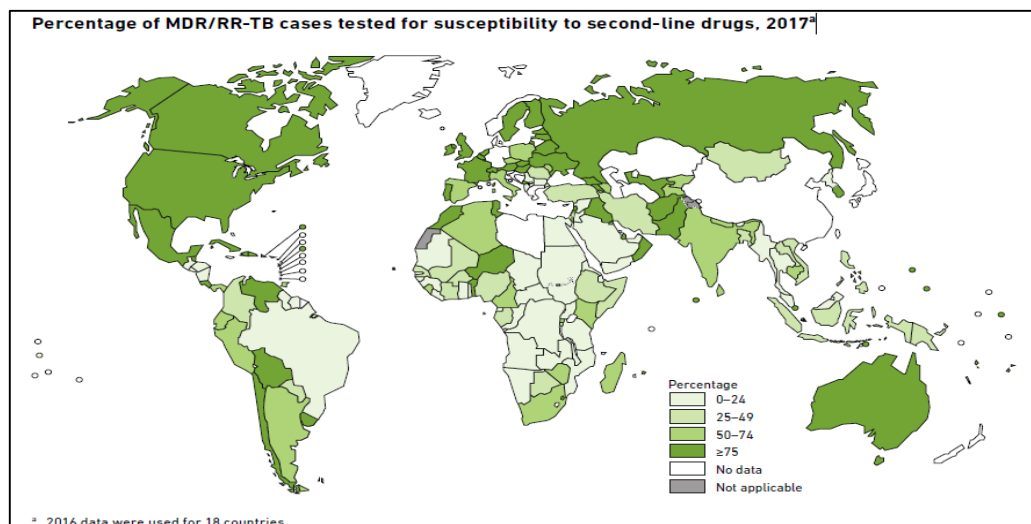 Percentage of MDR/RR-TB cases tested for susceptibility to second-line drugs, 2017ª
Percentage
0–24
25–49
50–74
≥75
No data
Not applicable
ª 2016 data were used for 18 countries